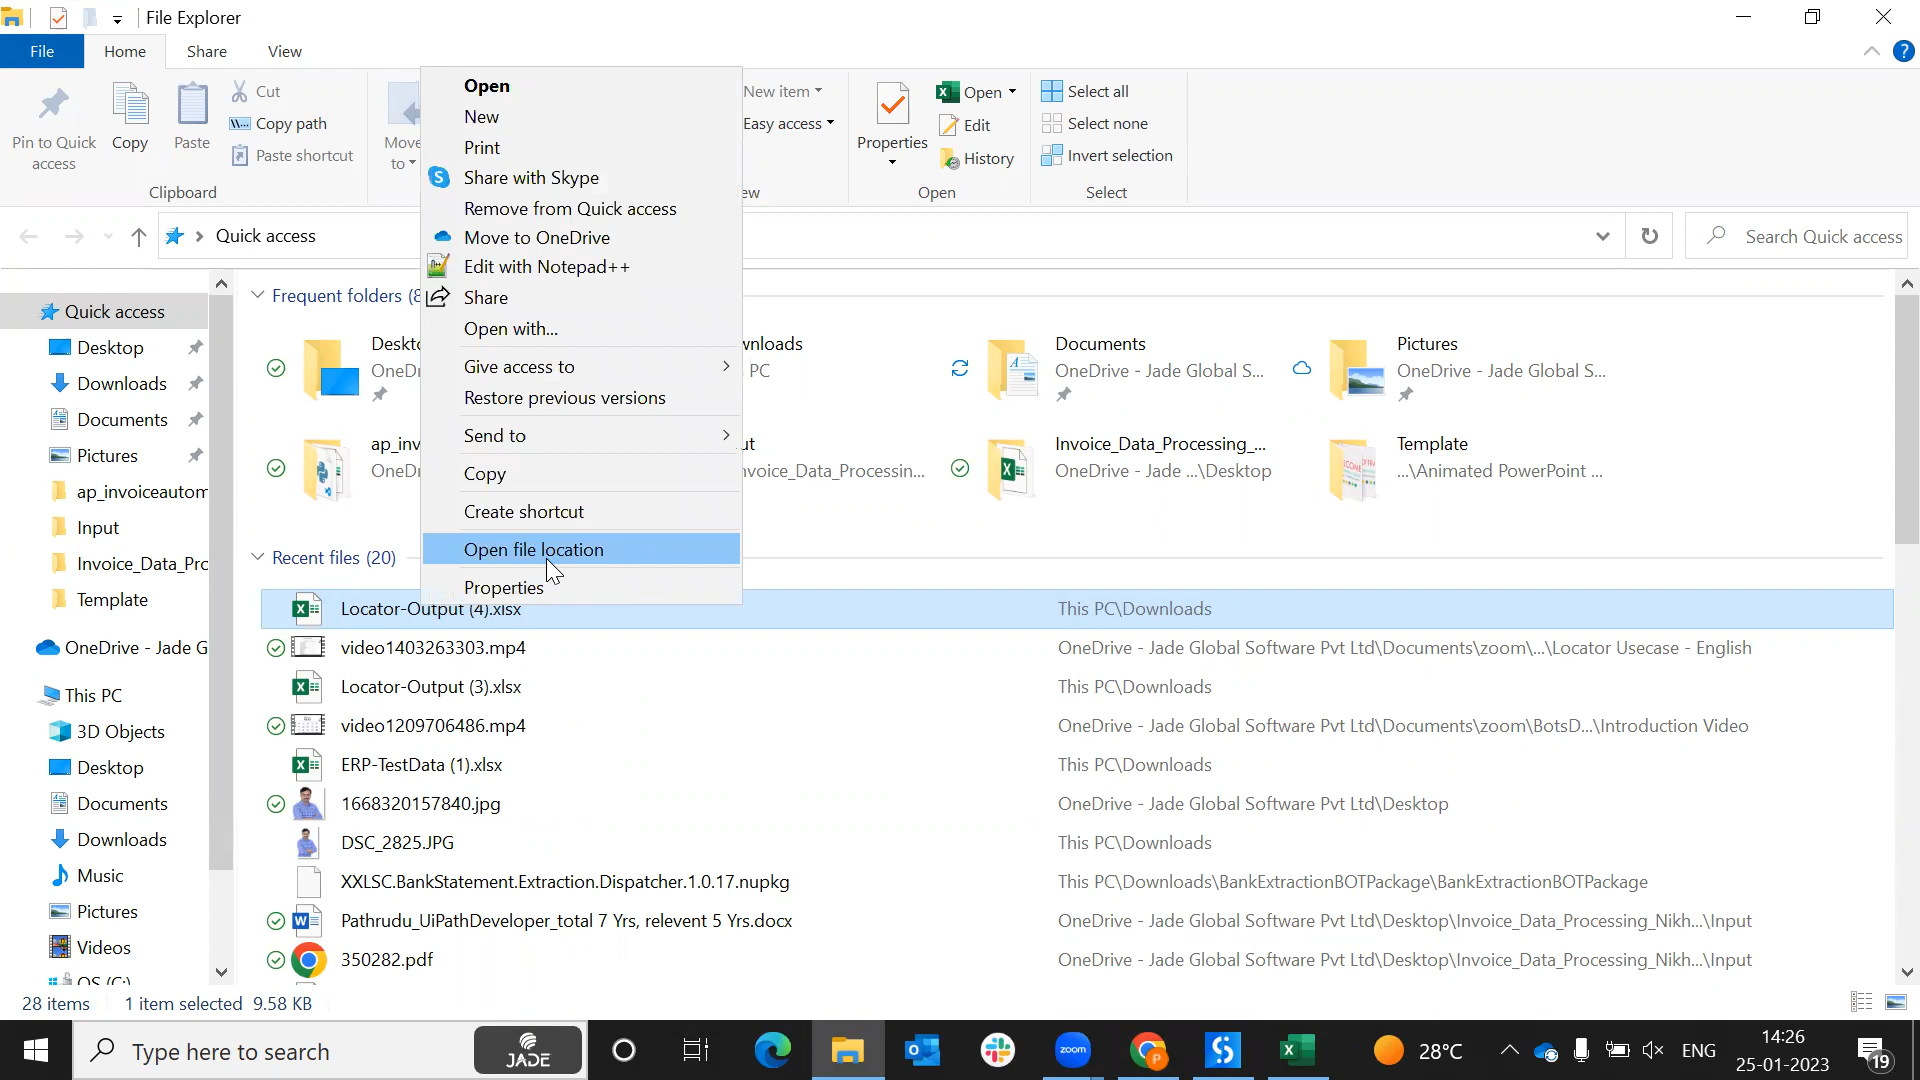 File Explorer
File
Home
Share
View
Pin to Quick access
Copy
Paste
Cut
Copy path
Paste shortcut
Clipboard
Move to
New item
Easy access
Properties
Open
Edit
History
Open
Select all
Select none
Invert selection
Select
Open
New
Print
Share with Skype
Remove from Quick access
Move to OneDrive
Edit with Notepad++
Share
Open with...
Give access to
Restore previous versions
Send to
Copy
Create shortcut
Open file location
Properties
Quick access
Search Quick access
Quick access
Desktop
Downloads
Documents
Pictures
ap_invoiceautom
Input
Invoice_Data_Prc
Template
OneDrive - Jade G
This PC
3D Objects
Desktop
Documents
Downloads
Music
Pictures
Videos
OS (C:)
Frequent folders (8
Deskto
OneDr
wnloads
PC
Documents
OneDrive - Jade Global S...
Pictures
OneDrive - Jade Global S...
ap_inv
OneDr
ut
nvoice_Data_Processin...
Invoice_Data_Processing_...
OneDrive - Jade ...\Desktop
Template
...\Animated PowerPoint ...
Recent files (20)
Locator-Output (4).xlsx This PC\Downloads
video1403263303.mp4 OneDrive - Jade Global Software Pvt Ltd\Documents\zoom\...\Locator Usecase - English
Locator-Output (3).xlsx This PC\Downloads
video1209706486.mp4 OneDrive - Jade Global Software Pvt Ltd\Documents\zoom\BotsD...\Introduction Video
ERP-TestData (1).xlsx This PC\Downloads
1668320157840.jpg OneDrive - Jade Global Software Pvt Ltd\Desktop
DSC_2825.JPG This PC\Downloads
XXLSC.BankStatement.Extraction.Dispatcher.1.0.17.nupkg This PC\Downloads\BankExtractionBOTPackage\BankExtractionBOTPackage
Pathrudu_UiPathDeveloper_total 7 Yrs, relevent 5 Yrs.docx OneDrive - Jade Global Software Pvt Ltd\Desktop\Invoice_Data_Processing_Nikh...\Input
350282.pdf OneDrive - Jade Global Software Pvt Ltd\Desktop\Invoice_Data_Processing_Nikh...\Input
28 items 1 item selected 9.58 KB
Type here to search
JADE
zoom
28°C
ENG
14:26
25-01-2023
19